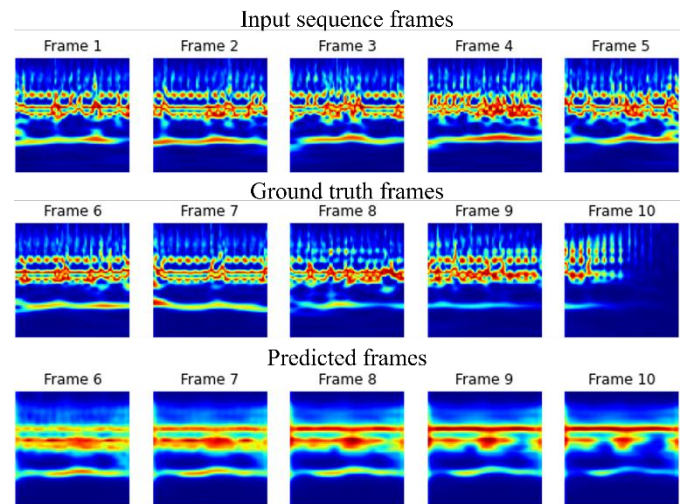 Input sequence frames
Frame 1 Frame 2 Frame 3 Frame 4 Frame 5
Ground truth frames
Frame 6 Frame 7 Frame 8 Frame 9 Frame 10
Predicted frames
Frame 6 Frame 7 Frame 8 Frame 9 Frame 10